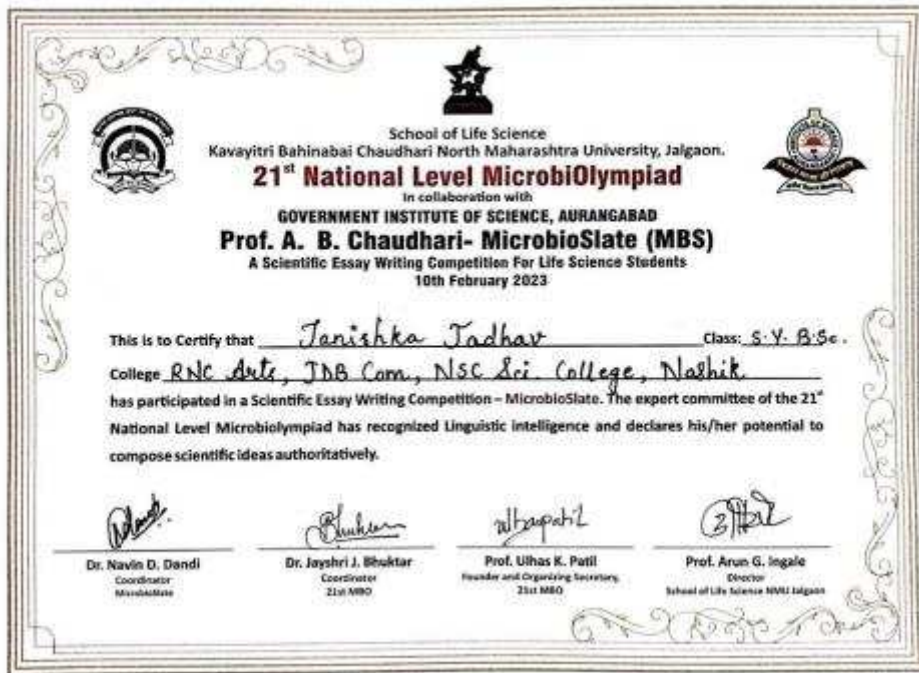 School of Life Science
Kavayitri Bahinabai Chaudhari North Maharashtra University, Jalgaon.
21st National Level MicrobiOlympiad
In collaboration with
GOVERNMENT INSTITUTE OF SCIENCE, AURANGABAD
Prof. A. B. Chaudhari- MicrobioSlate (MBS)
A Scientific Essay Writing Competition For Life Science Students
10th February 2023
This is to Certify that Tanishka Jadhav Class: S.Y. B.Sc.
College RNC Arts, JDB Com, NSC Sci. College, Nashik
has participated in a Scientific Essay Writing Competition – MicrobioSlate. The expert committee of the 21st
National Level Microbiolympiad has recognized Linguistic intelligence and declares his/her potential to
compose scientific ideas authoritatively.
Dr. Navin D. Dandi
Coordinator
MicrobioSlate
Dr. Jayshri J. Bhuktar
Coordinator
21st MBO
Prof. Ulhas K. Patil
Founder and Organizing Secretary,
21st MBO
Prof. Arun G. Ingale
Director
School of Life Science NMU Jalgaon